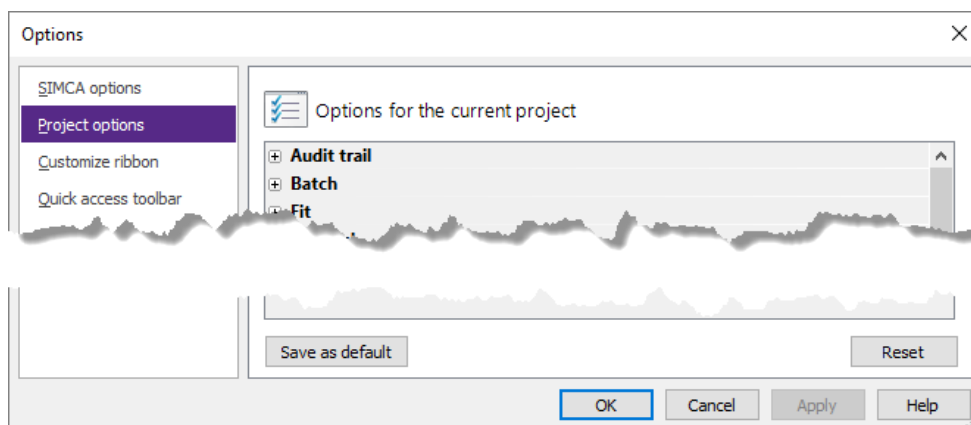 Options
SIMCA options
Project options
Customize ribbon
Quick access toolbar
Options for the current project
Audit trail
Batch
Fit
Save as default
Reset
OK
Cancel
Apply
Help